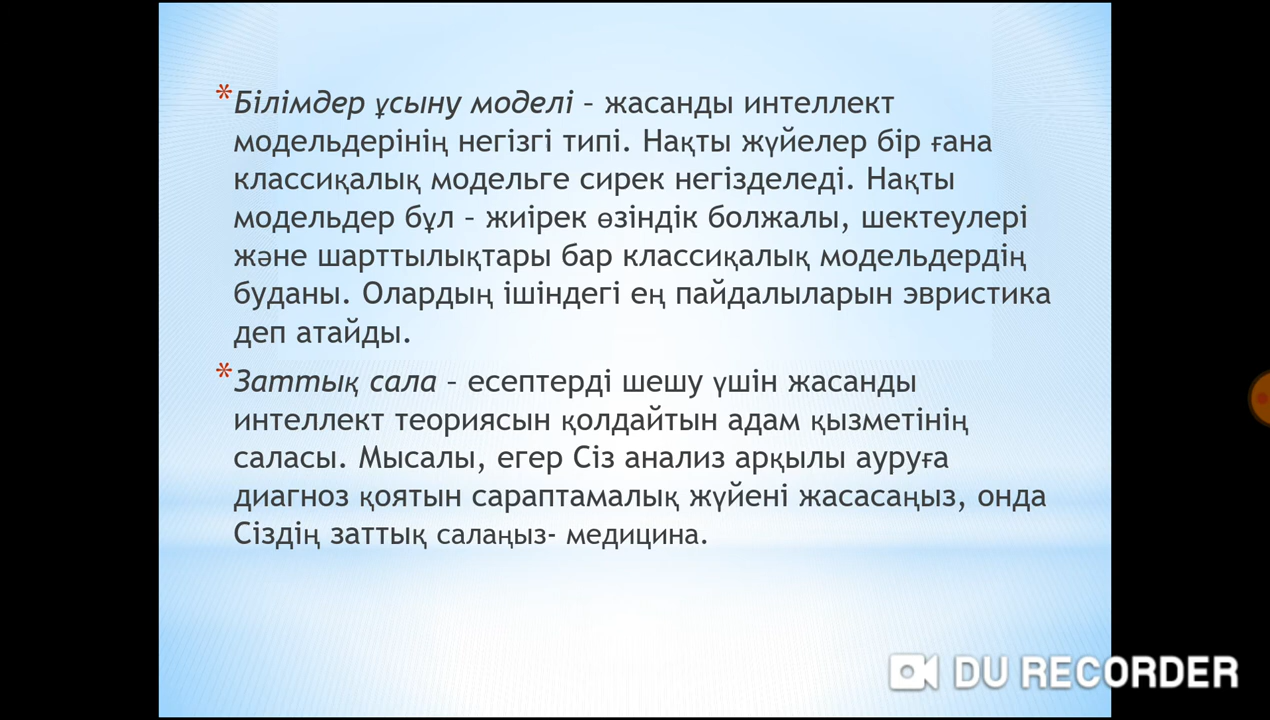 * Білімдер ұсыну моделі – жасанды интеллект
модельдерінің негізгі типі. Нақты жүйелер бір ғана
классиқалық модельге сирек негізделеді. Нақты
модельдер бұл – жиірек өзіндік болжалы, шектеулері
және шарттылықтары бар классиқалық модельдердің
буданы. Олардың ішіндегі ең пайдалыларын эвристика
деп атайды.
* Заттық сала – есептерді шешу үшін жасанды
интеллект теориясын қолдайтын адам қызметінің
саласы. Мысалы, егер Сіз анализ арқылы ауруға
диагноз қоятын сараптамалық жүйені жасасаңыз, онда
Сіздің заттық салаңыз- медицина.
DU RECORDER